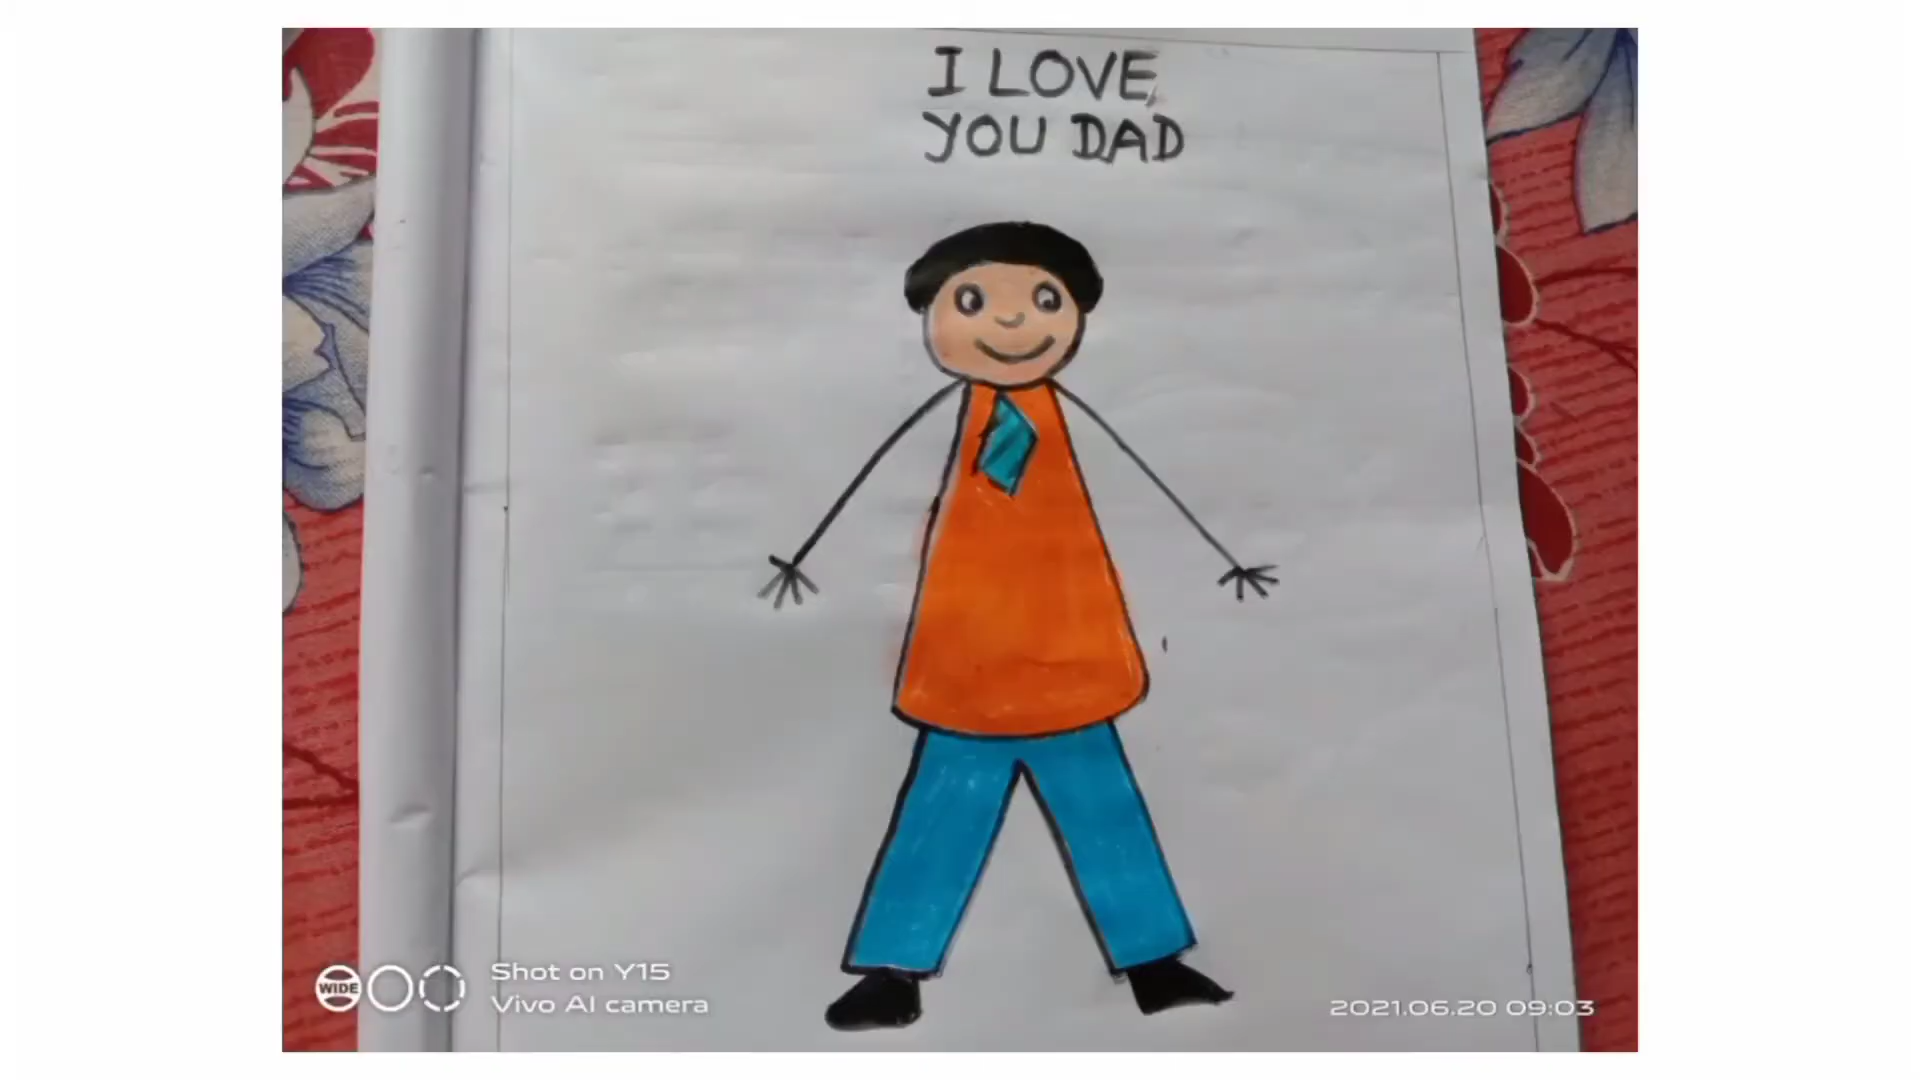 I LOVE
YOU DAD
WIDE
Shot on Y15
Vivo AI camera
2021.06.20 09:03